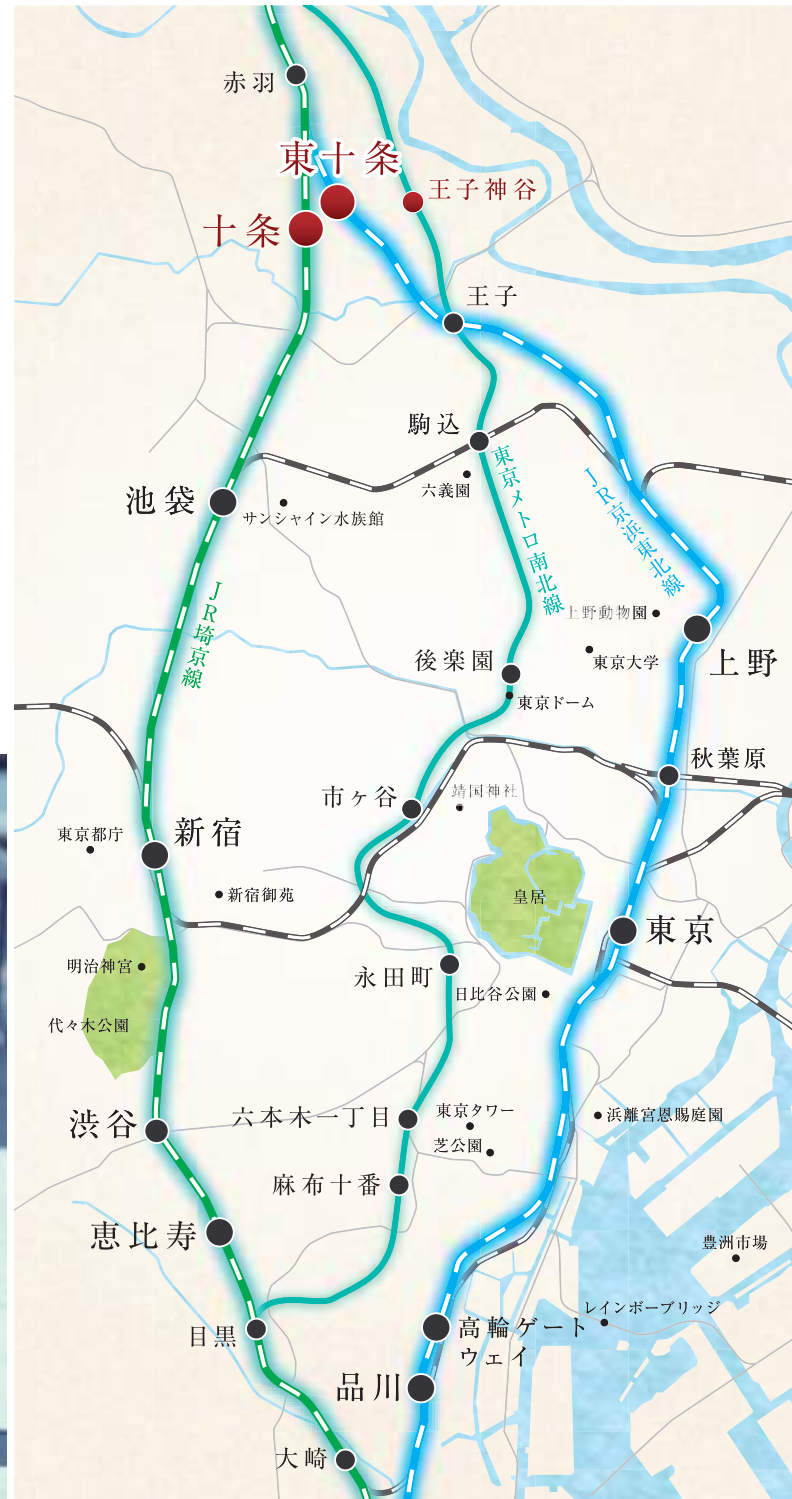 赤羽
東十条
王子神谷
十条
王子
駒込
六義園
東京メトロ南北線
JR京浜東北線
池袋
サンシャイン水族館
JR埼京線
上野動物園
上野
東京大学
後楽園
東京ドーム
秋葉原
市ヶ谷
靖国神社
東京都庁
新宿
新宿御苑
皇居
東京
明治神宮
永田町
日比谷公園
代々木公園
渋谷
六本木一丁目
東京タワー
浜離宮恩賜庭園
芝公園
麻布十番
恵比寿
豊洲市場
レインボーブリッジ
目黒
高輪ゲート
ウェイ
品川
大崎